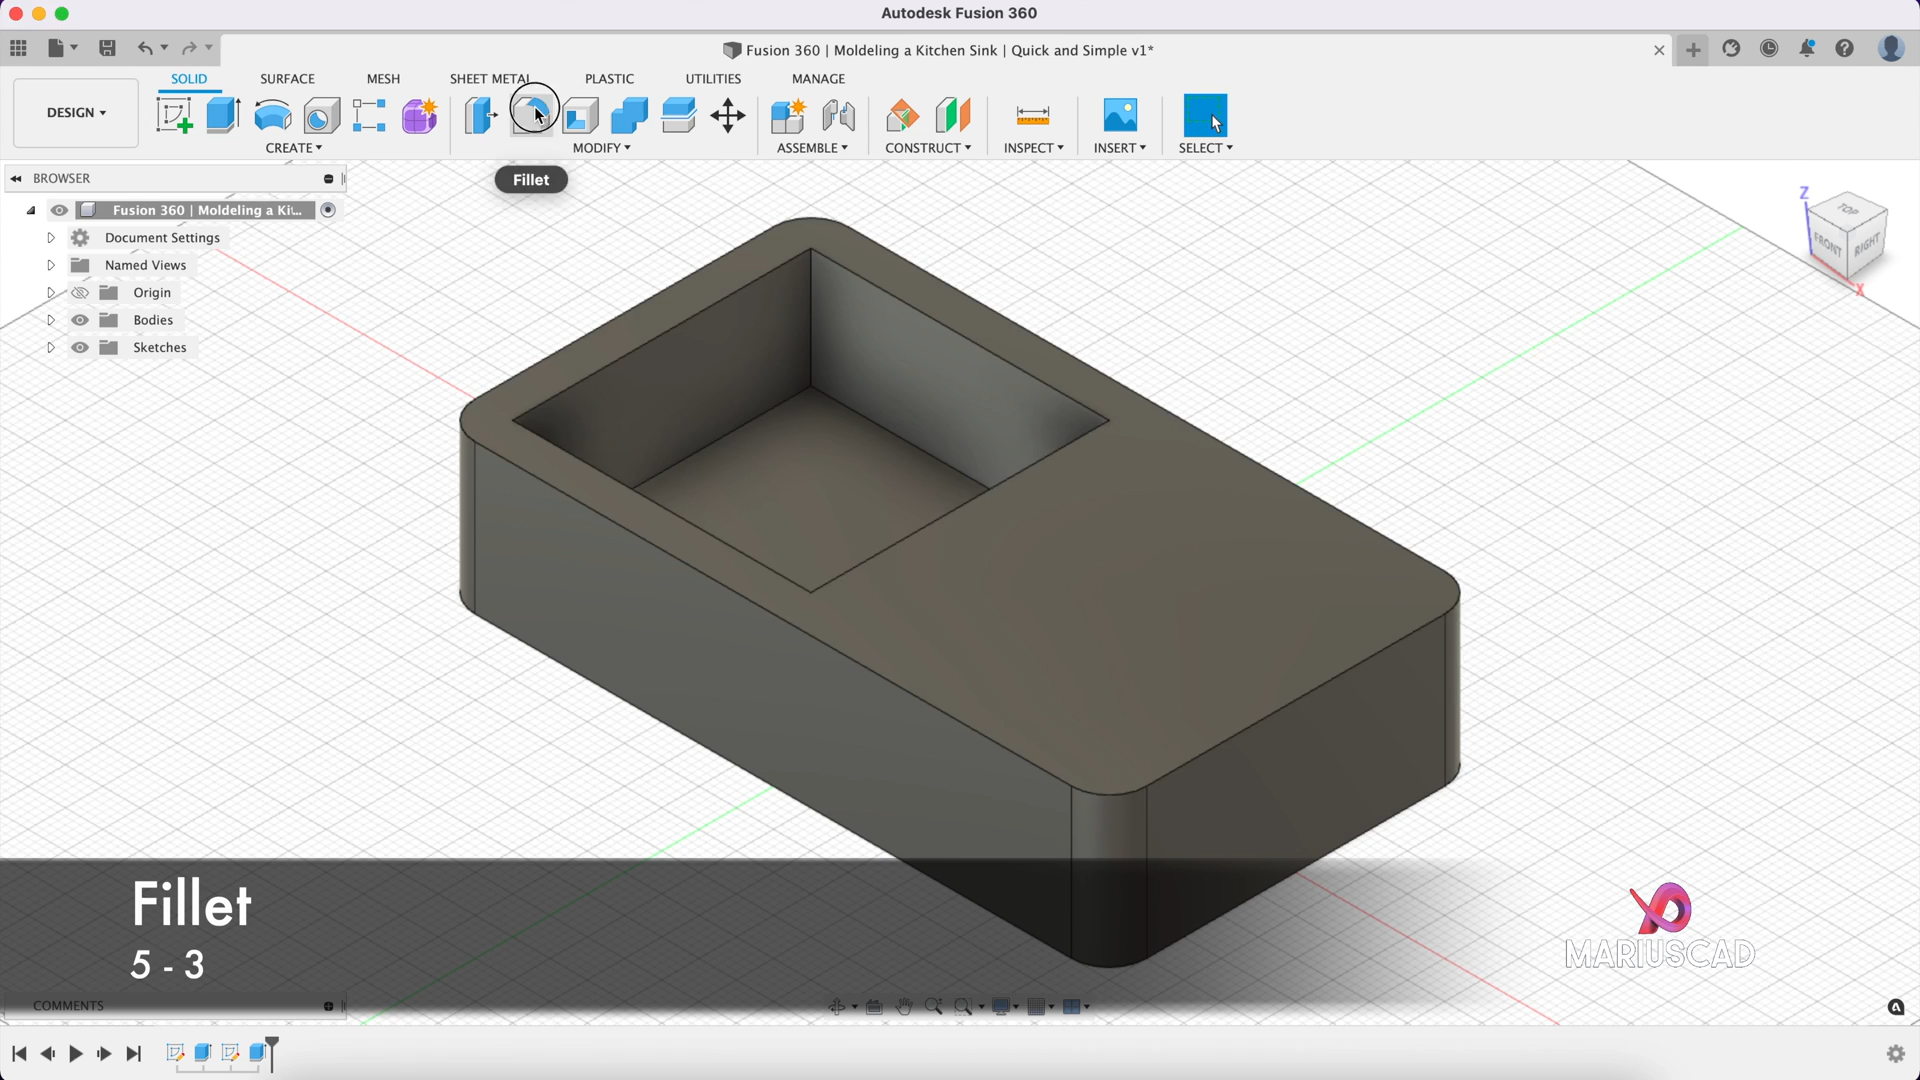 Autodesk Fusion 360
Fusion 360 | Moldeling a Kitchen Sink | Quick and Simple v1*
SOLID SURFACE MESH SHEET METAL PLASTIC UTILITIES MANAGE
DESIGN
CREATE MODIFY ASSEMBLE CONSTRUCT INSPECT INSERT SELECT
Fillet
BROWSER
Fusion 360 | Moldeling a Ki...
Document Settings
Named Views
Origin
Bodies
Sketches
Z
TOP
FRONT RIGHT
X
Fillet
5 - 3
MARIUSCAD
COMMENTS